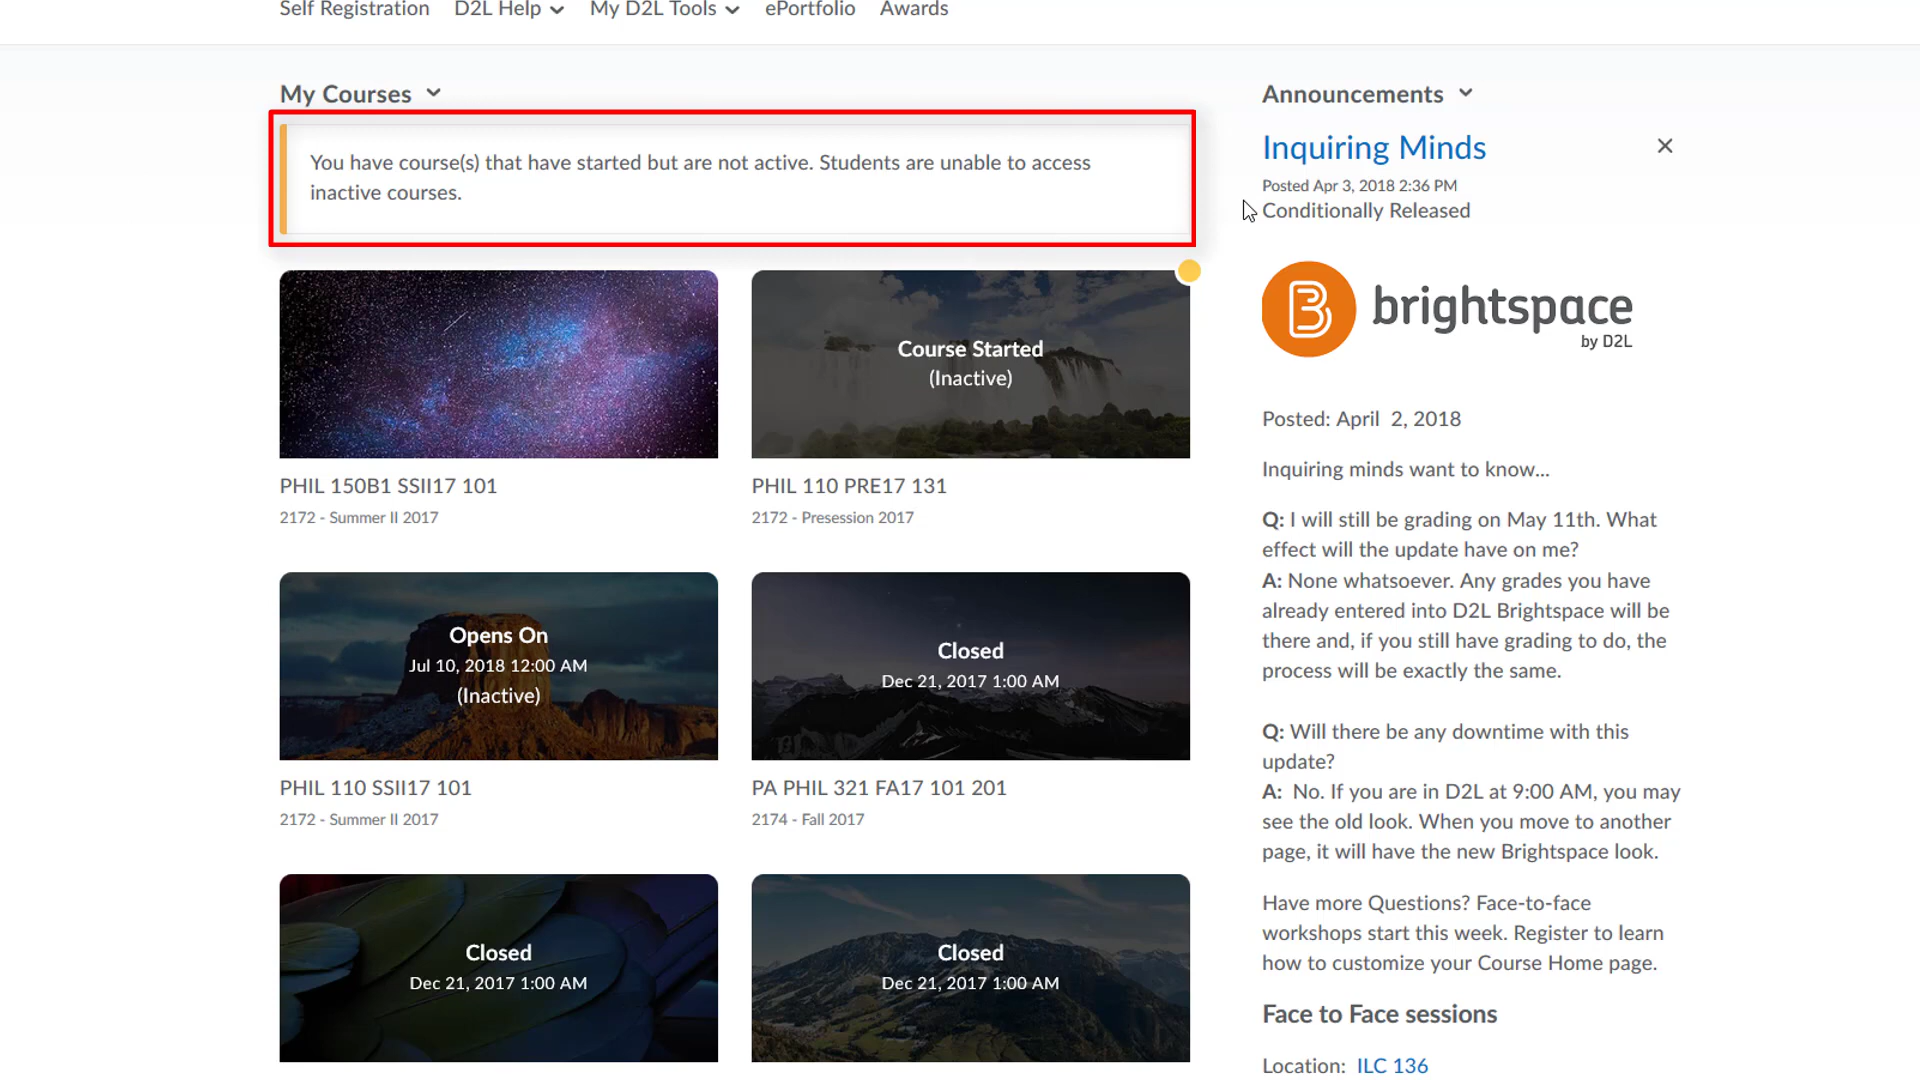 Self Registration D2L Help My D2L Tools ePortfolio Awards
My Courses
You have course(s) that have started but are not active. Students are unable to access
inactive courses.
Course Started
(Inactive)
PHIL 150B1 SSII17 101
2172 - Summer II 2017
PHIL 110 PRE17 131
2172 - Presession 2017
Opens On
Jul 10, 2018 12:00 AM
(Inactive)
Closed
Dec 21, 2017 1:00 AM
PHIL 110 SSII17 101
2172 - Summer II 2017
PA PHIL 321 FA17 101 201
2174 - Fall 2017
Closed
Dec 21, 2017 1:00 AM
Closed
Dec 21, 2017 1:00 AM
Announcements
Inquiring Minds
Posted Apr 3, 2018 2:36 PM
Conditionally Released
B brightspace
by D2L
Posted: April 2, 2018
Inquiring minds want to know...
Q: I will still be grading on May 11th. What
effect will the update have on me?
A: None whatsoever. Any grades you have
already entered into D2L Brightspace will be
there and, if you still have grading to do, the
process will be exactly the same.
Q: Will there be any downtime with this
update?
A: No. If you are in D2L at 9:00 AM, you may
see the old look. When you move to another
page, it will have the new Brightspace look.
Have more Questions? Face-to-face
workshops start this week. Register to learn
how to customize your Course Home page.
Face to Face sessions
Location: ILC 136